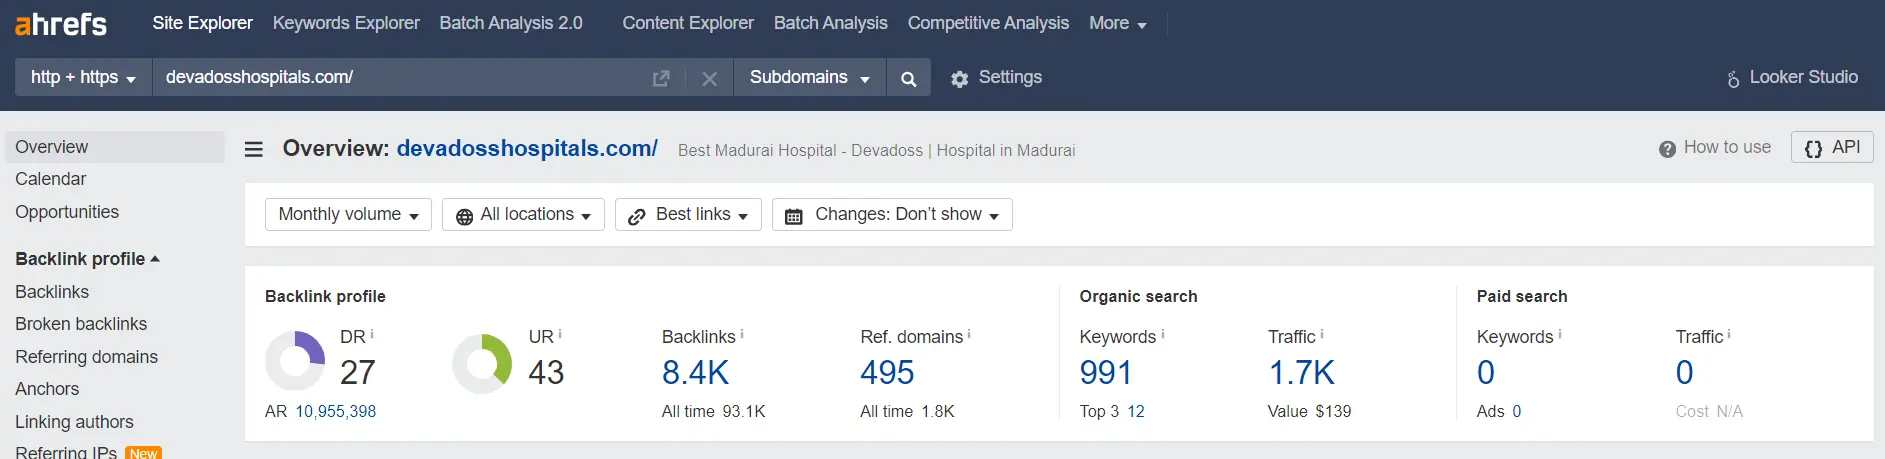 ahrefs Site Explorer Keywords Explorer Batch Analysis 2.0 Content Explorer Batch Analysis Competitive Analysis More
http + https devadosshospitals.com/ Subdomains Settings Looker Studio
Overview
Calendar
Opportunities
Backlink profile
Backlinks
Broken backlinks
Referring domains
Anchors
Linking authors
Referring IPs New
Overview: devadosshospitals.com/ Best Madurai Hospital - Devadoss | Hospital in Madurai How to use {} API
Monthly volume All locations Best links Changes: Don't show
Backlink profile
DR i
27
AR 10,955,398
UR i
43
Backlinks i
8.4K
All time 93.1K
Ref. domains i
495
All time 1.8K
Organic search
Keywords i
991
Top 3 12
Traffic i
1.7K
Value $139
Paid search
Keywords i
0
Ads 0
Traffic i
0
Cost N/A